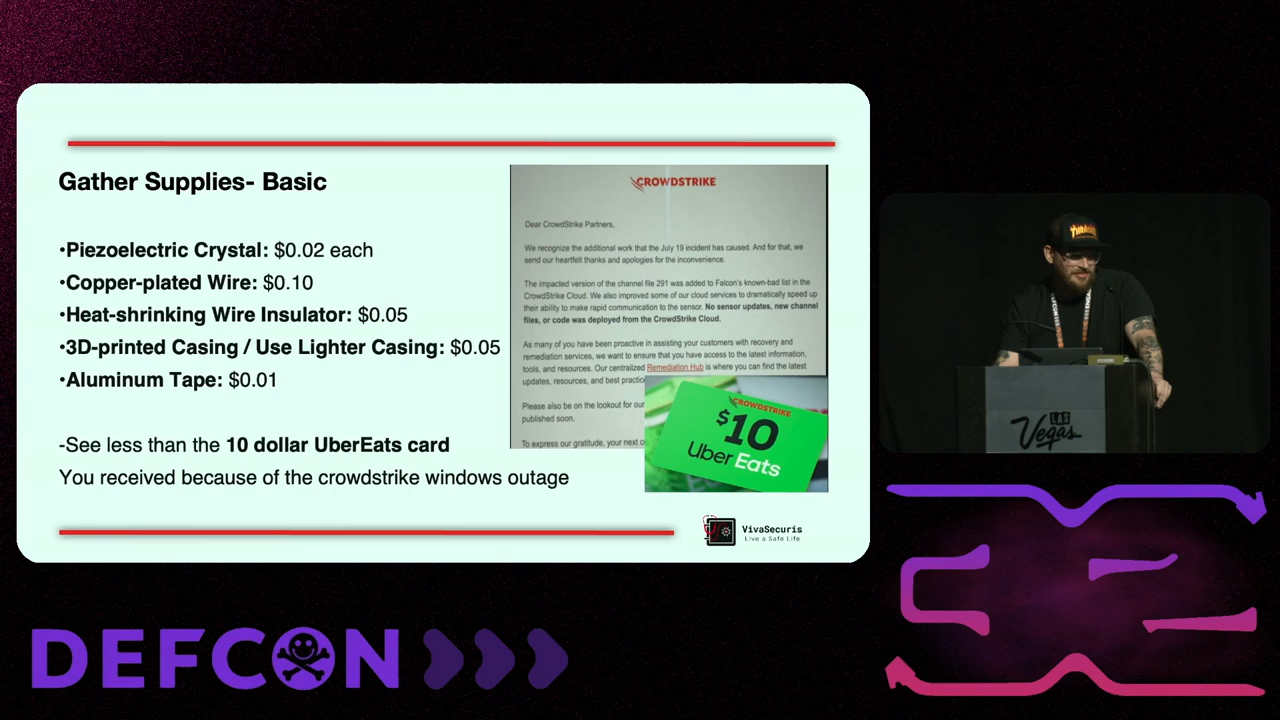 Gather Supplies- Basic
•Piezoelectric Crystal: $0.02 each
•Copper-plated Wire: $0.10
•Heat-shrinking Wire Insulator: $0.05
•3D-printed Casing / Use Lighter Casing: $0.05
•Aluminum Tape: $0.01
-See less than the 10 dollar UberEats card
You received because of the crowdstrike windows outage
CROWDSTRIKE
Dear CrowdStrike Partners,
We recognize the additional work that the July 19 incident has caused. And for that, we
send our heartfelt thanks and apologies for the inconvenience.
The impacted version of the channel file 291 was added to Falcon's known-bad list in the
CrowdStrike Cloud. We also improved some of our cloud services to dramatically speed up
their ability to make rapid communication to the sensor. No sensor updates, new channel
files, or code was deployed from the CrowdStrike Cloud.
As many of you have been proactive in assisting your customers with recovery and
remediation services, we want to ensure that you have access to the latest information,
tools, and resources. Our centralized Remediation Hub is where you can find the latest
updates, resources, and best practic
Please also be on the lookout for our
published soon.
To express our gratitude, your next c
CROWDSTRIKE
$10
Uber Eats
VivaSecuris
Live a Safe Life
THRASHER
LAS
Vegas
DEFCON
32